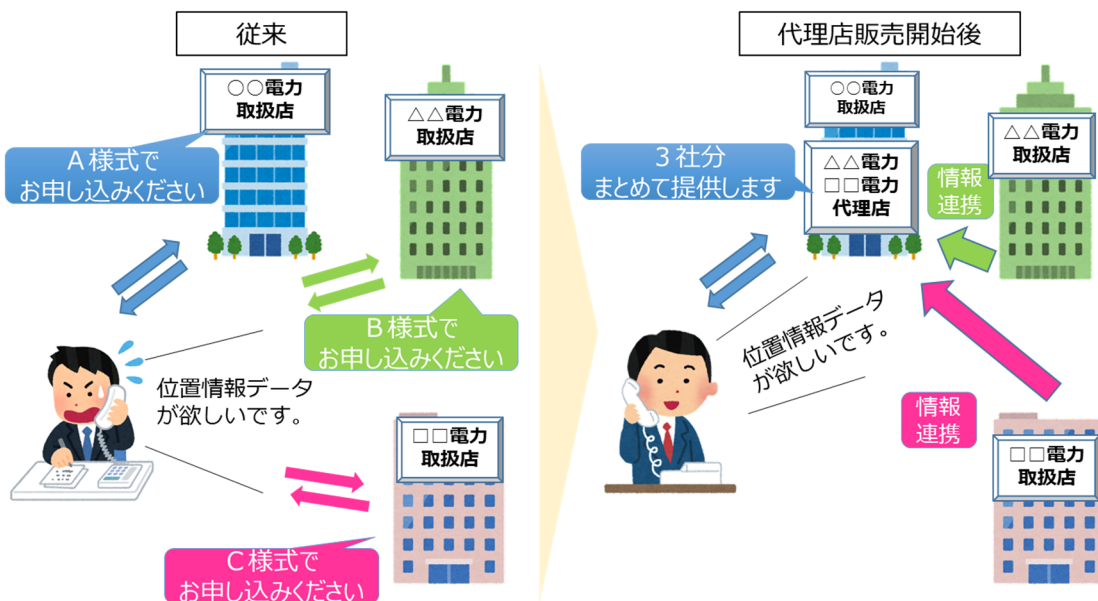 従来
○○電力
取扱店
△△電力
取扱店
A様式で
お申し込みください
B様式で
お申し込みください
位置情報データ
が欲しいです。
□□電力
取扱店
C様式で
お申し込みください
代理店販売開始後
○○電力
取扱店
△△電力
□□電力
代理店
△△電力
取扱店
3社分
まとめて提供します
情報
連携
位置情報データ
が欲しいです。
情報
連携
□□電力
取扱店